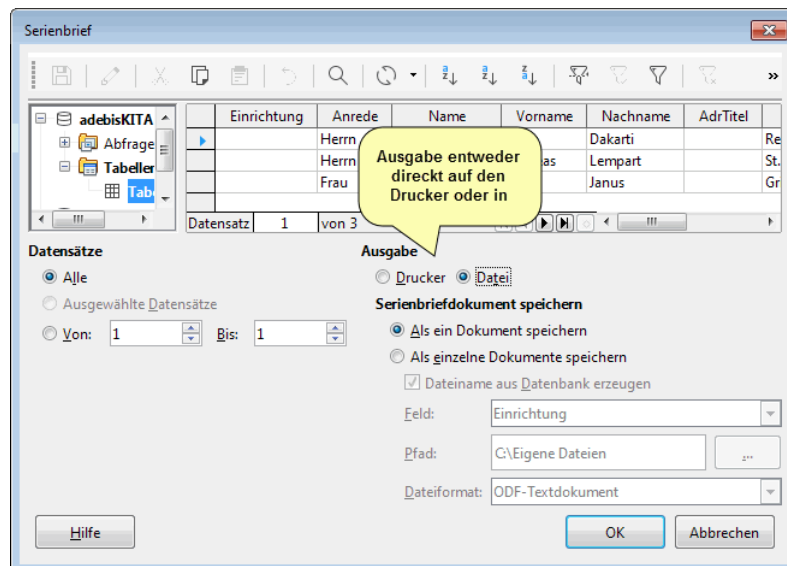 Serienbrief
»
adebisKITA
Abfrage
Tabellen
Einrichtung Anrede Name Vorname Nachname AdrTitel
Herrn Dakarti Re
Herrn as Lempart St.
Frau Janus Gr
Ausgabe entweder
direkt auf den
Drucker oder in
Datensatz 1 von 3
Datensätze
Alle
Ausgewählte Datensätze
Von: 1 Bis: 1
Ausgabe
Drucker Datei
Serienbriefdokument speichern
Als ein Dokument speichern
Als einzelne Dokumente speichern
Dateiname aus Datenbank erzeugen
Feld: Einrichtung
Pfad: C:\Eigene Dateien ...
Dateiformat: ODF-Textdokument
Hilfe OK Abbrechen